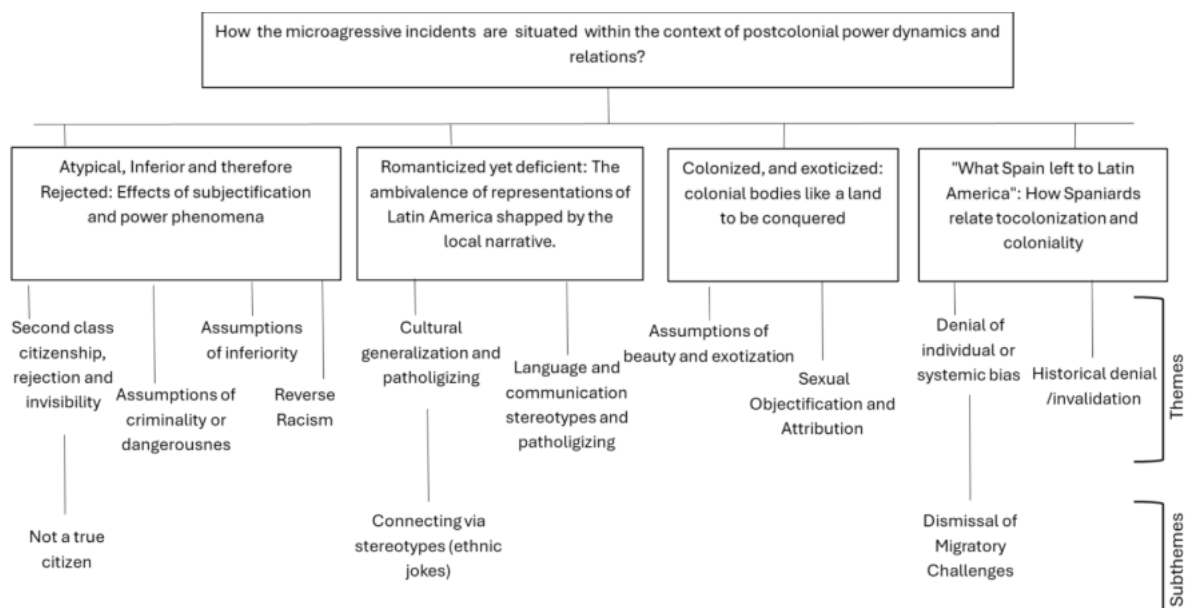 How the microagressive incidents are situated within the context of postcolonial power dynamics and
relations?
Atypical, Inferior and therefore
Rejected: Effects of subjectification
and power phenomena
Romanticized yet deficient: The
ambivalence of representations of
Latin America shapped by the
local narrative.
Colonized, and exoticized:
colonial bodies like a land
to be conquered
"What Spain left to Latin
America": How Spaniards
relate tocolonization and
coloniality
Second class
citizenship,
rejection and
invisibility
Assumptions of
criminality or
dangerousnes
Assumptions
of inferiority
Reverse
Racism
Cultural
generalization and
patholigizing
Language and
communication
stereotypes and
patholigizing
Assumptions of
beauty and exotization
Sexual
Objectification and
Attribution
Denial of
individual or
systemic bias
Historical denial
/invalidation
Themes
Not a true
citizen
Connecting via
stereotypes (ethnic
jokes)
Dismissal of
Migratory
Challenges
Subthemes